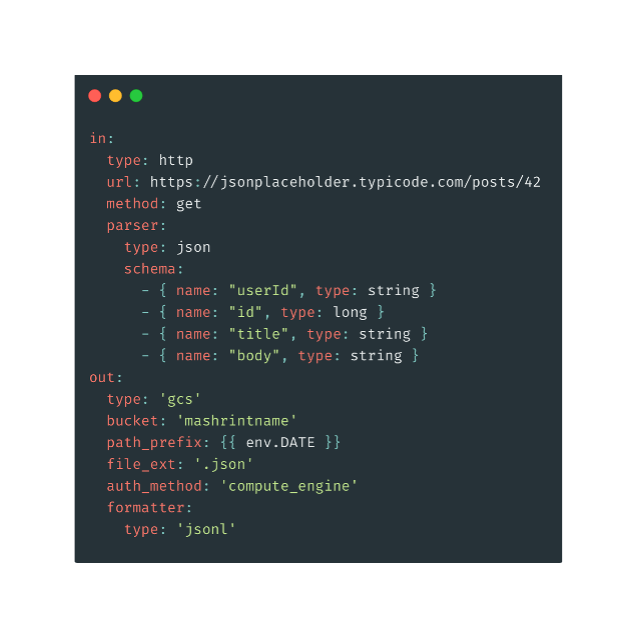 in:
  type: http
  url: https://jsonplaceholder.typicode.com/posts/42
  method: get
  parser:
    type: json
    schema:
      - { name: "userId", type: string }
      - { name: "id", type: long }
      - { name: "title", type: string }
      - { name: "body", type: string }
out:
  type: 'gcs'
  bucket: 'mashrintname'
  path_prefix: {{ env.DATE }}
  file_ext: '.json'
  auth_method: 'compute_engine'
  formatter:
    type: 'jsonl'